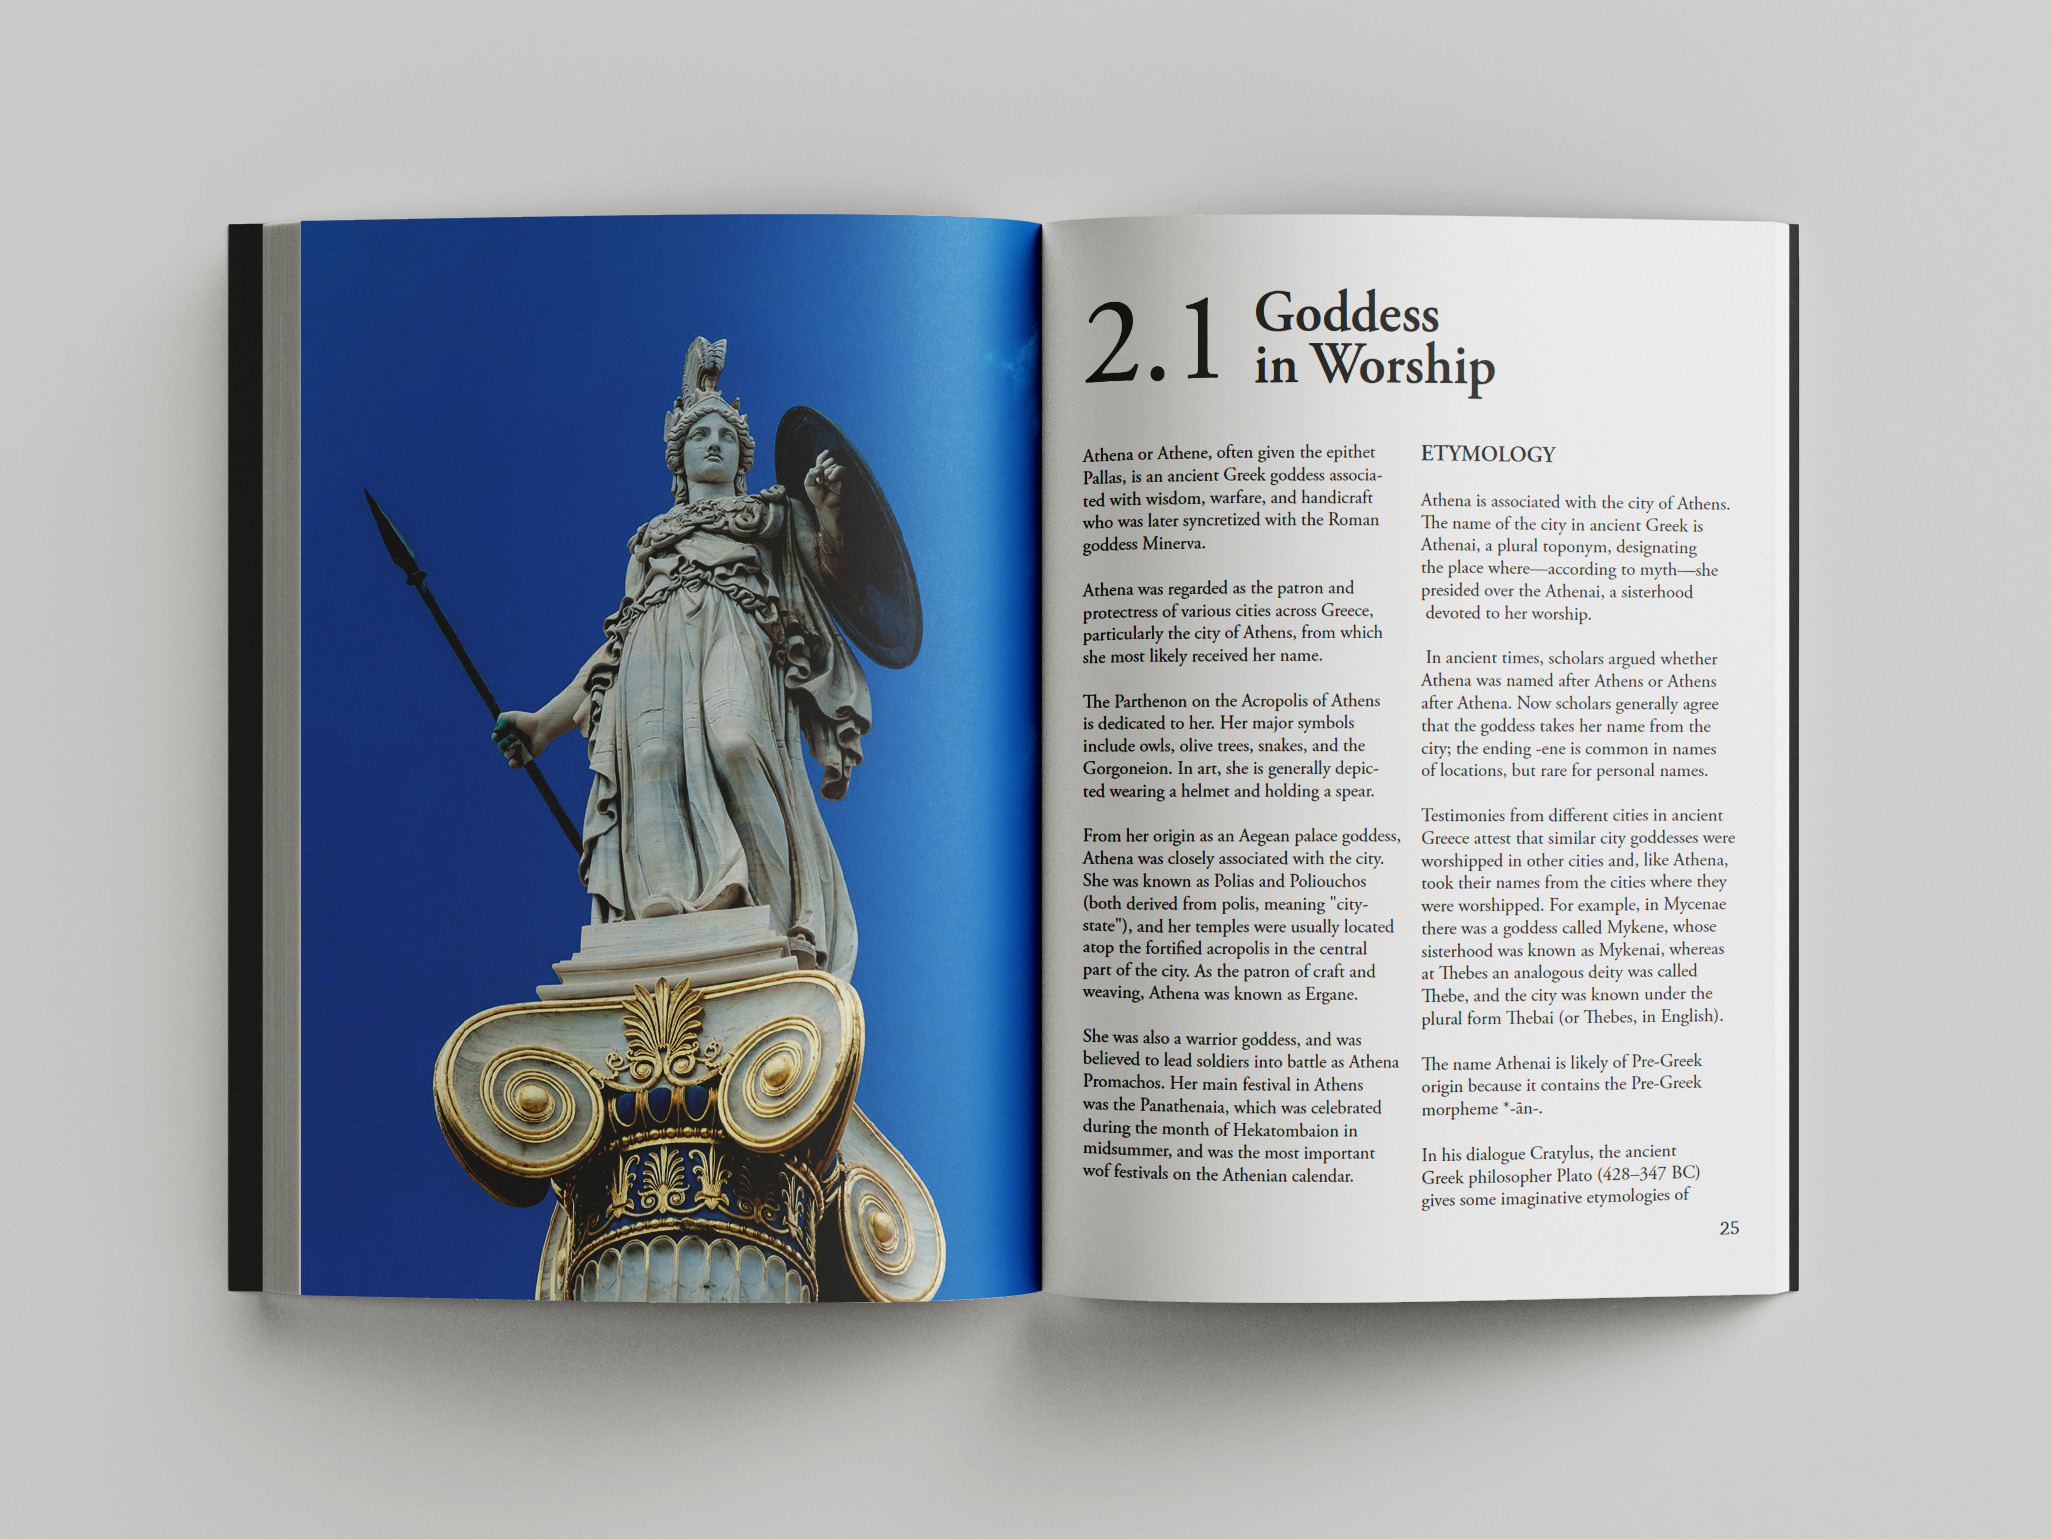 2.1
Goddess
in Worship
Athena or Athene, often given the epithet
Pallas, is an ancient Greek goddess associa-
ted with wisdom, warfare, and handicraft
who was later syncretized with the Roman
goddess Minerva.
Athena was regarded as the patron and
protectress of various cities across Greece,
particularly the city of Athens, from which
she most likely received her name.
The Parthenon on the Acropolis of Athens
is dedicated to her. Her major symbols
include owls, olive trees, snakes, and the
Gorgoneion. In art, she is generally depic-
ted wearing a helmet and holding a spear.
From her origin as an Aegean palace goddess,
Athena was closely associated with the city.
She was known as Polias and Poliouchos
(both derived from polis, meaning "city-
state"), and her temples were usually located
atop the fortified acropolis in the central
part of the city. As the patron of craft and
weaving, Athena was known as Ergane.
She was also a warrior goddess, and was
believed to lead soldiers into battle as Athena
Promachos. Her main festival in Athens
was the Panathenaia, which was celebrated
during the month of Hekatombaion in
midsummer, and was the most important
wof festivals on the Athenian calendar.
ETYMOLOGY
Athena is associated with the city of Athens.
The name of the city in ancient Greek is
Athenai, a plural toponym, designating
the place where—according to myth—she
presided over the Athenai, a sisterhood
devoted to her worship.
In ancient times, scholars argued whether
Athena was named after Athens or Athens
after Athena. Now scholars generally agree
that the goddess takes her name from the
city; the ending -ene is common in names
of locations, but rare for personal names.
Testimonies from different cities in ancient
Greece attest that similar city goddesses were
worshipped in other cities and, like Athena,
took their names from the cities where they
were worshipped. For example, in Mycenae
there was a goddess called Mykene, whose
sisterhood was known as Mykenai, whereas
at Thebes an analogous deity was called
Thebe, and the city was known under the
plural form Thebai (or Thebes, in English).
The name Athenai is likely of Pre-Greek
origin because it contains the Pre-Greek
morpheme *-ān-.
In his dialogue Cratylus, the ancient
Greek philosopher Plato (428–347 BC)
gives some imaginative etymologies of
25